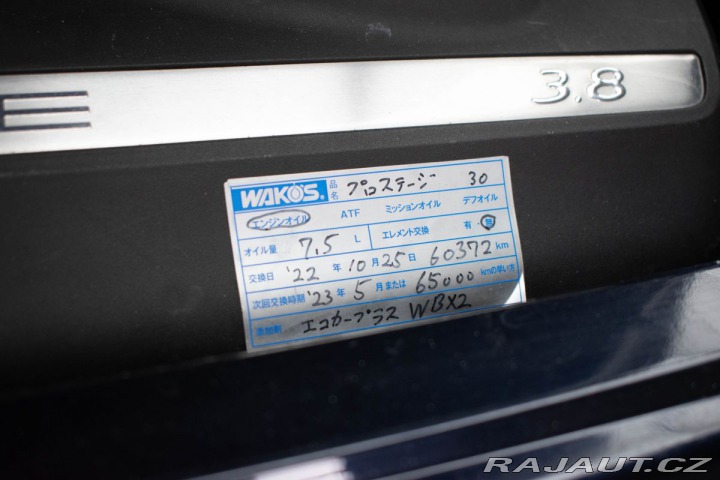 E 3.8
WAKO'S® 品名 プロステージ 30
エンジンオイル ATF ミッションオイル デフオイル
オイル量 7.5 L エレメント交換 有・無
交換日 '22 年 10 月 25 日 60372 km
次回交換時期 '23 年 5 月または 65000 kmの早い方
添加剤 エコカープラス WBX2
RAJAUT.CZ